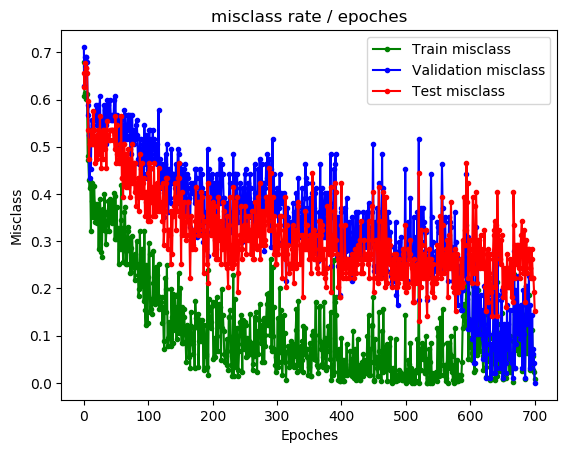 misclass rate / epoches
Train misclass
Validation misclass
Test misclass
Misclass
0.7
0.6
0.5
0.4
0.3
0.2
0.1
0.0
0 100 200 300 400 500 600 700
Epoches